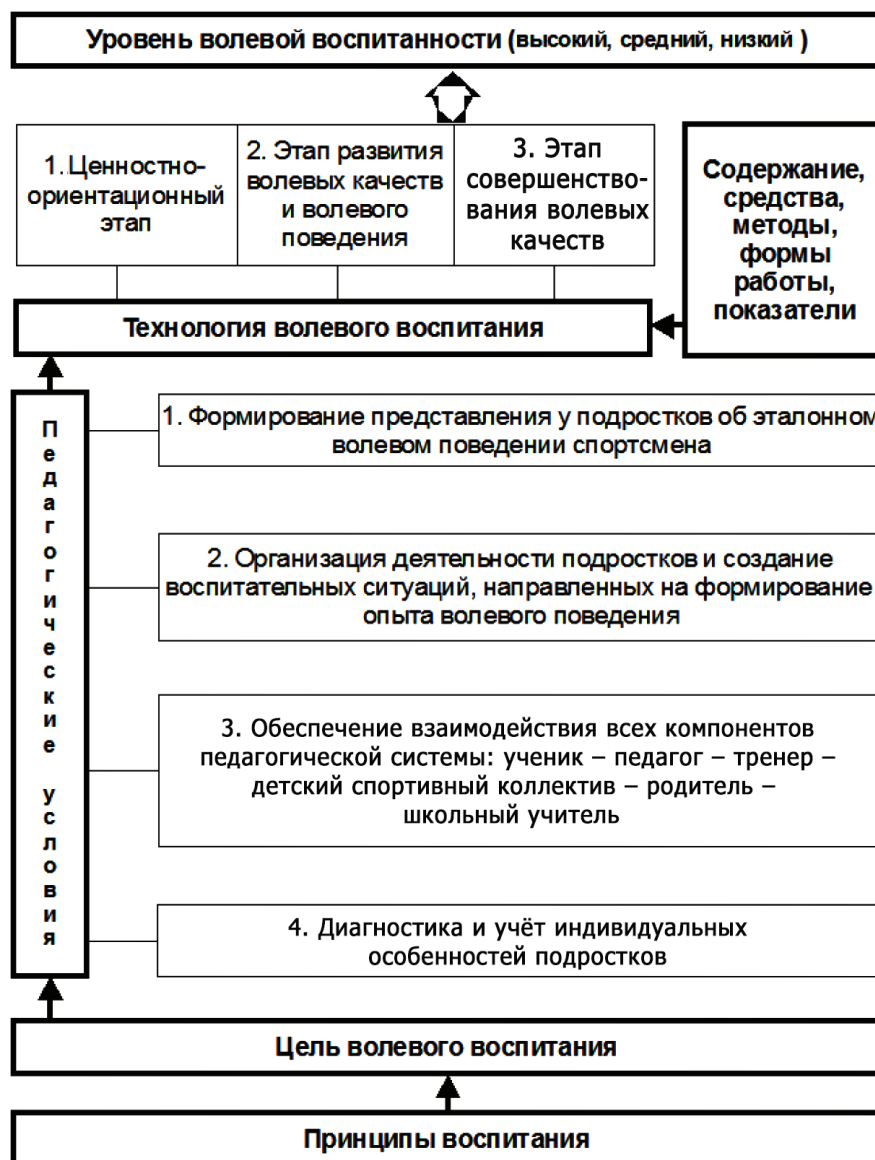 Уровень волевой воспитанности (высокий, средний, низкий )
1. Ценностно-
ориентационный
этап
2. Этап развития
волевых качеств
и волевого
поведения
3. Этап
совершенство-
вания волевых
качеств
Содержание,
средства,
методы,
формы
работы,
показатели
Технология волевого воспитания
Педагогические условия
1. Формирование представления у подростков об эталонном
волевом поведении спортсмена
2. Организация деятельности подростков и создание
воспитательных ситуаций, направленных на формирование
опыта волевого поведения
3. Обеспечение взаимодействия всех компонентов
педагогической системы: ученик – педагог – тренер –
детский спортивный коллектив – родитель –
школьный учитель
4. Диагностика и учёт индивидуальных
особенностей подростков
Цель волевого воспитания
Принципы воспитания